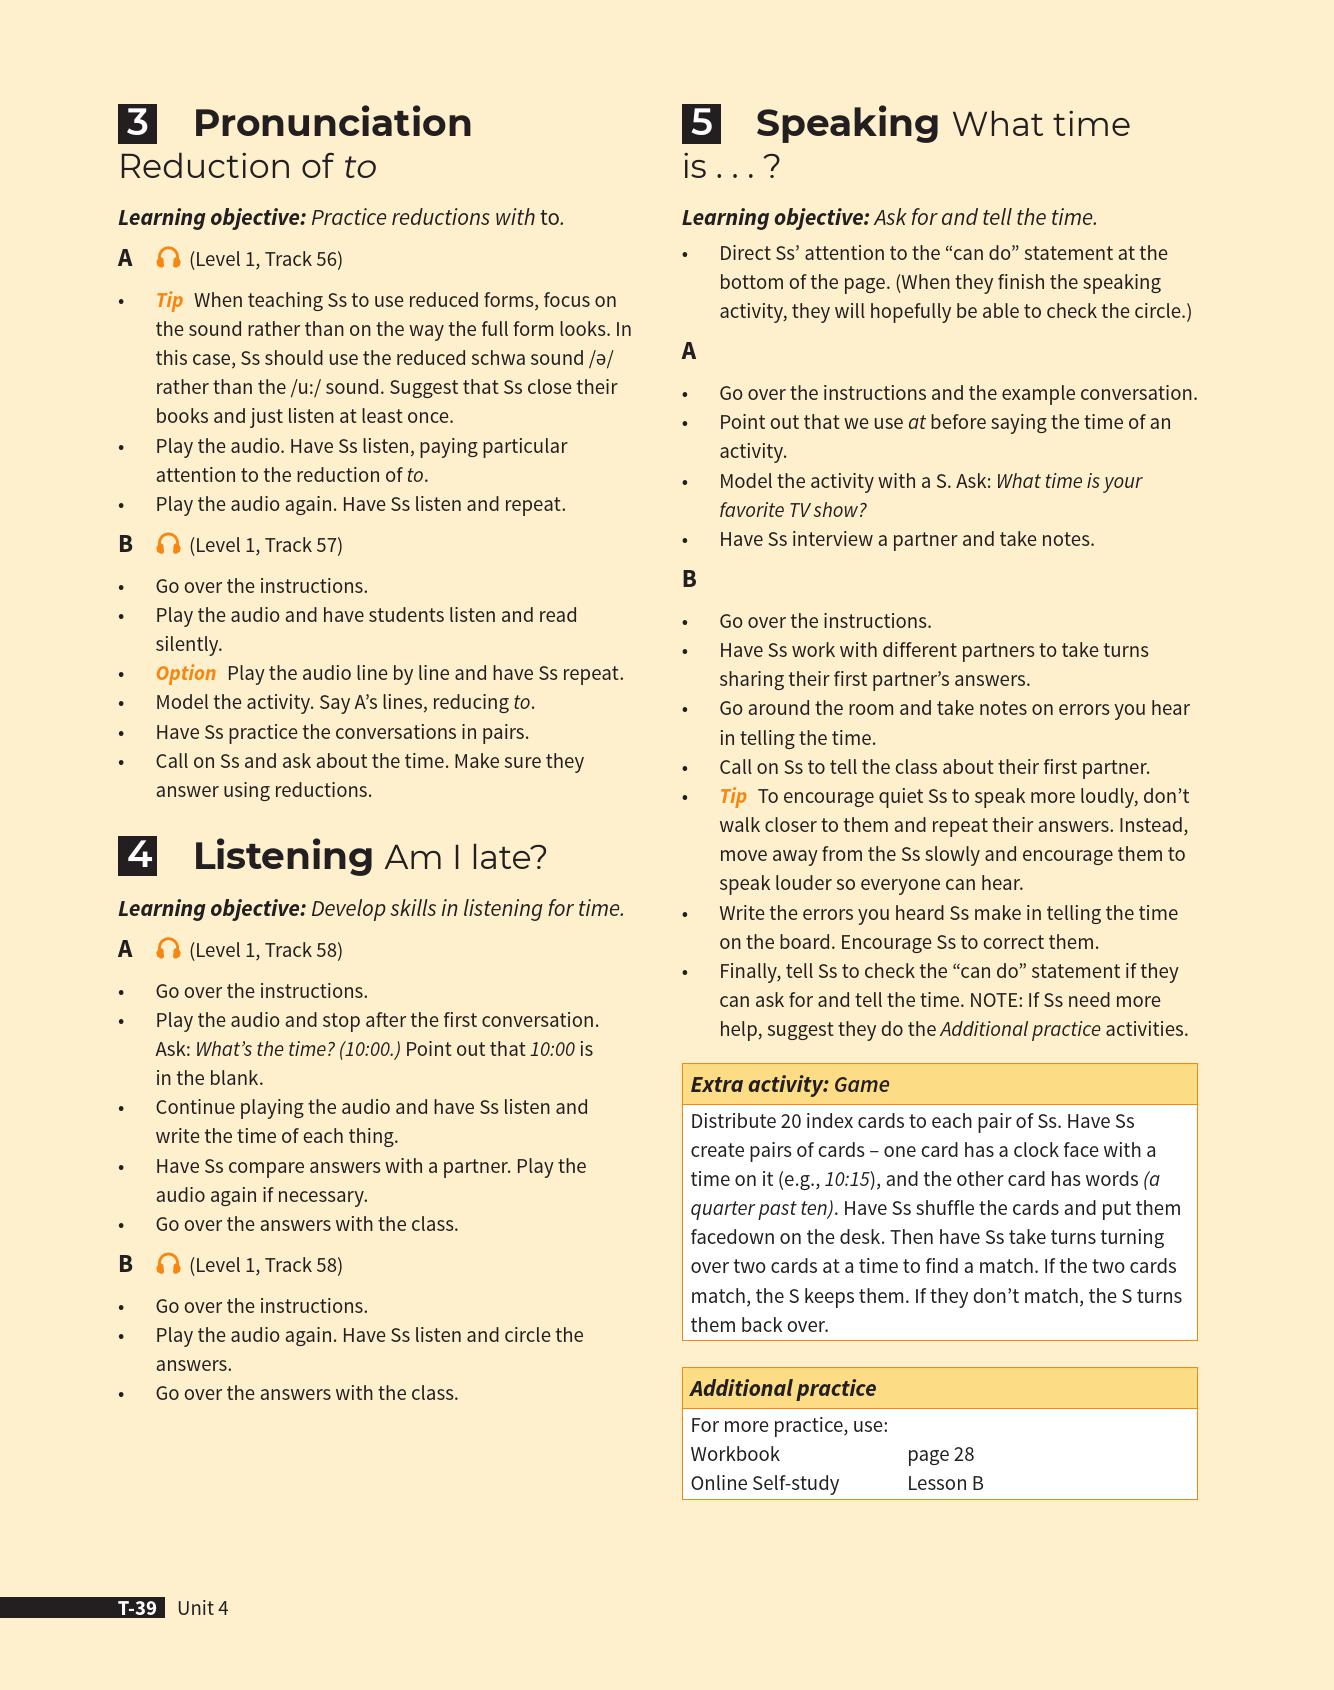 3 Pronunciation
Reduction of to
Learning objective: Practice reductions with to.
A (Level 1, Track 56)
• Tip When teaching Ss to use reduced forms, focus on
the sound rather than on the way the full form looks. In
this case, Ss should use the reduced schwa sound /ə/
rather than the /u:/ sound. Suggest that Ss close their
books and just listen at least once.
• Play the audio. Have Ss listen, paying particular
attention to the reduction of to.
• Play the audio again. Have Ss listen and repeat.
B (Level 1, Track 57)
• Go over the instructions.
• Play the audio and have students listen and read
silently.
• Option Play the audio line by line and have Ss repeat.
• Model the activity. Say A’s lines, reducing to.
• Have Ss practice the conversations in pairs.
• Call on Ss and ask about the time. Make sure they
answer using reductions.
4 Listening Am I late?
Learning objective: Develop skills in listening for time.
A (Level 1, Track 58)
• Go over the instructions.
• Play the audio and stop after the first conversation.
Ask: What’s the time? (10:00.) Point out that 10:00 is
in the blank.
• Continue playing the audio and have Ss listen and
write the time of each thing.
• Have Ss compare answers with a partner. Play the
audio again if necessary.
• Go over the answers with the class.
B (Level 1, Track 58)
• Go over the instructions.
• Play the audio again. Have Ss listen and circle the
answers.
• Go over the answers with the class.
5 Speaking What time
is . . . ?
Learning objective: Ask for and tell the time.
• Direct Ss’ attention to the “can do” statement at the
bottom of the page. (When they finish the speaking
activity, they will hopefully be able to check the circle.)
A
• Go over the instructions and the example conversation.
• Point out that we use at before saying the time of an
activity.
• Model the activity with a S. Ask: What time is your
favorite TV show?
• Have Ss interview a partner and take notes.
B
• Go over the instructions.
• Have Ss work with different partners to take turns
sharing their first partner’s answers.
• Go around the room and take notes on errors you hear
in telling the time.
• Call on Ss to tell the class about their first partner.
• Tip To encourage quiet Ss to speak more loudly, don’t
walk closer to them and repeat their answers. Instead,
move away from the Ss slowly and encourage them to
speak louder so everyone can hear.
• Write the errors you heard Ss make in telling the time
on the board. Encourage Ss to correct them.
• Finally, tell Ss to check the “can do” statement if they
can ask for and tell the time. NOTE: If Ss need more
help, suggest they do the Additional practice activities.
Extra activity: Game
Distribute 20 index cards to each pair of Ss. Have Ss
create pairs of cards – one card has a clock face with a
time on it (e.g., 10:15), and the other card has words (a
quarter past ten). Have Ss shuffle the cards and put them
facedown on the desk. Then have Ss take turns turning
over two cards at a time to find a match. If the two cards
match, the S keeps them. If they don’t match, the S turns
them back over.
Additional practice
For more practice, use:
Workbook page 28
Online Self-study Lesson B
T-39 Unit 4